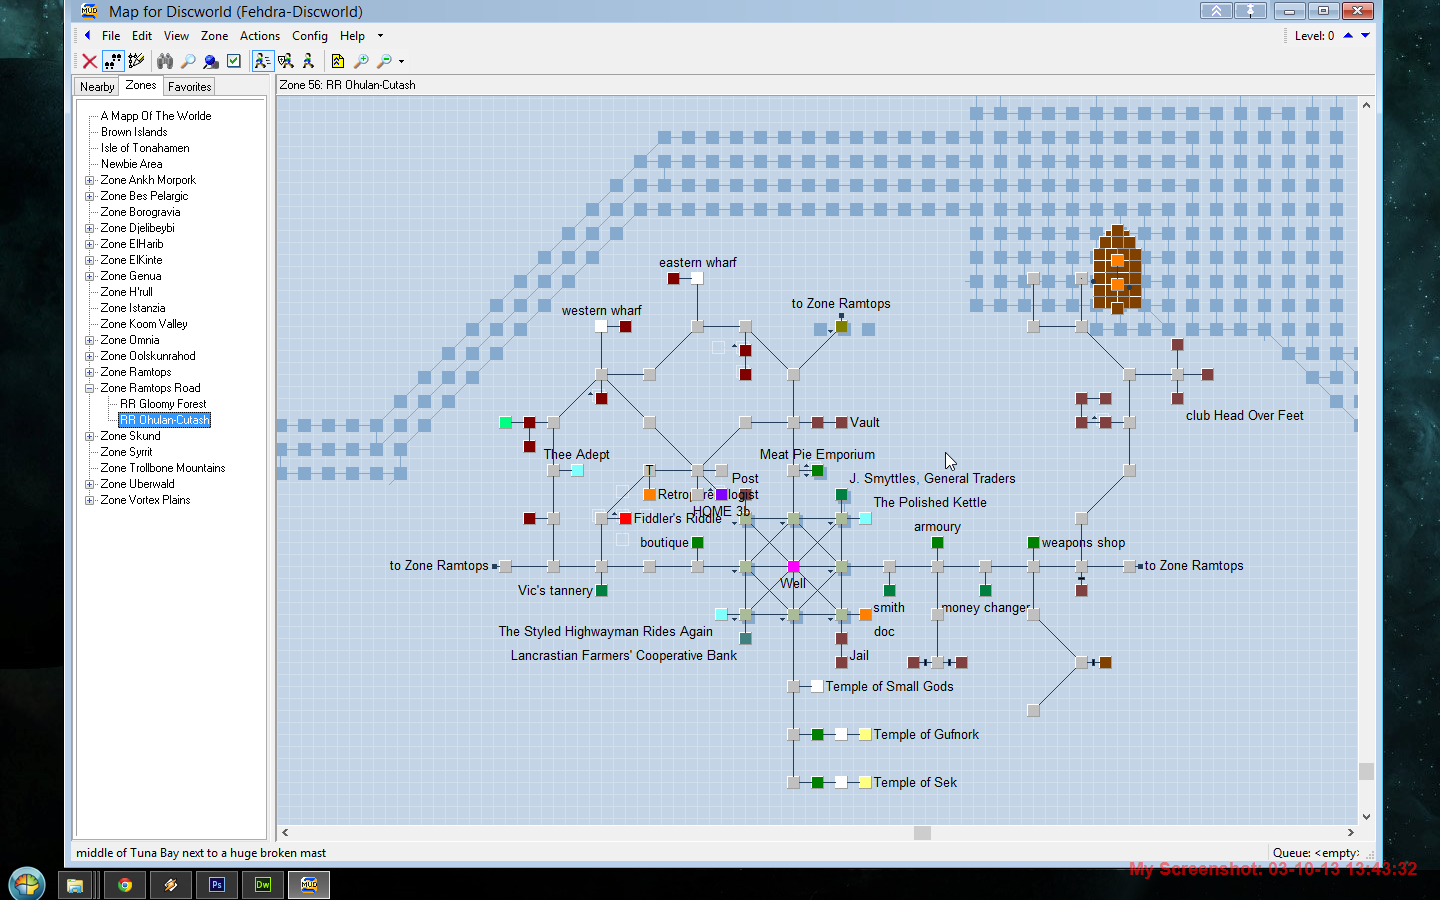 Map for Discworld (Fehdra-Discworld)
File Edit View Zone Actions Config Help
Level: 0
Nearby Zones Favorites
Zone 56: RR Ohulan-Cutash
A Mapp Of The Worlde
Brown Islands
Isle of Tonahamen
Newbie Area
Zone Ankh Morpork
Zone Bes Pelargic
Zone Borogravia
Zone Djelibeybi
Zone ElHarib
Zone ElKinte
Zone Genua
Zone H'rull
Zone Istanzia
Zone Koom Valley
Zone Omnia
Zone Oolskunrahod
Zone Ramtops
Zone Ramtops Road
RR Gloomy Forest
RR Ohulan-Cutash
Zone Skund
Zone Syrrit
Zone Trollbone Mountains
Zone Uberwald
Zone Vortex Plains
eastern wharf
to Zone Ramtops
western wharf
club Head Over Feet
Vault
Thee Adept
Meat Pie Emporium
T
Post
J. Smyttles, General Traders
The Polished Kettle
HOME 3b
Fiddler's Riddle
armoury
boutique
weapons shop
to Zone Ramtops
to Zone Ramtops
Well
Vic's tannery
smith
money changer
The Styled Highwayman Rides Again
doc
Lancrastian Farmers' Cooperative Bank
Jail
Temple of Small Gods
Temple of Gufnork
Temple of Sek
middle of Tuna Bay next to a huge broken mast
Queue: <empty>
My Screenshot: 03-10-13 13:43:32
Ps
Dw
MUD